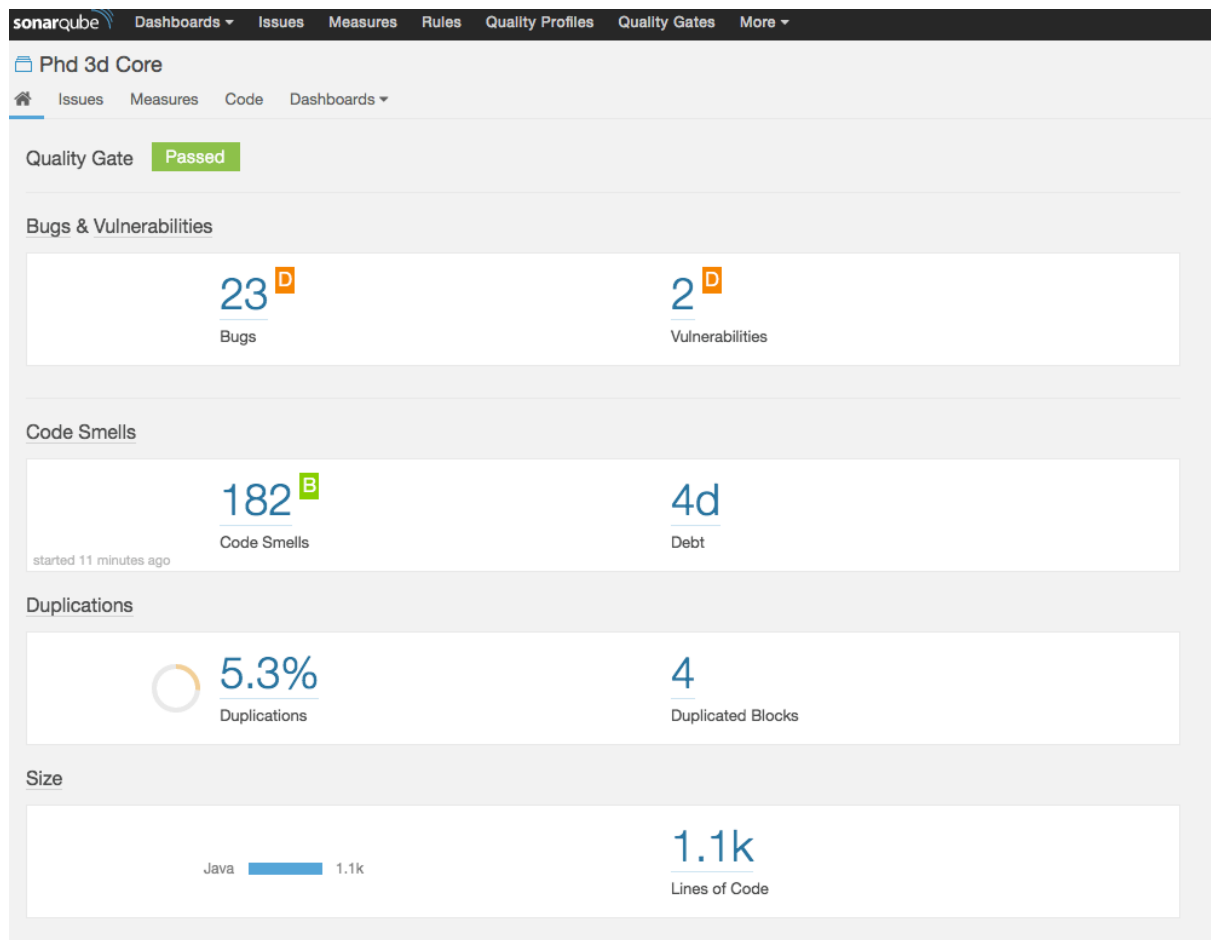 sonarqube Dashboards Issues Measures Rules Quality Profiles Quality Gates More
Phd 3d Core
Issues Measures Code Dashboards
Quality Gate Passed
Bugs & Vulnerabilities
23 D 2 D
Bugs Vulnerabilities
Code Smells
182 B 4d
Code Smells Debt
started 11 minutes ago
Duplications
5.3% 4
Duplications Duplicated Blocks
Size
Java 1.1k 1.1k
Lines of Code